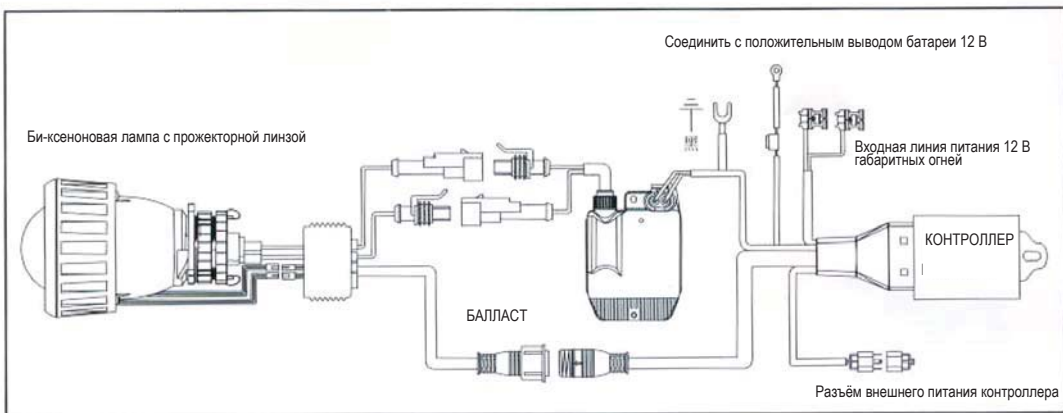 Соединить с положительным выводом батареи 12 В
Би-ксеноновая лампа с прожекторной линзой
黑
Входная линия питания 12 В
габаритных огней
КОНТРОЛЛЕР
БАЛЛАСТ
Разъём внешнего питания контроллера